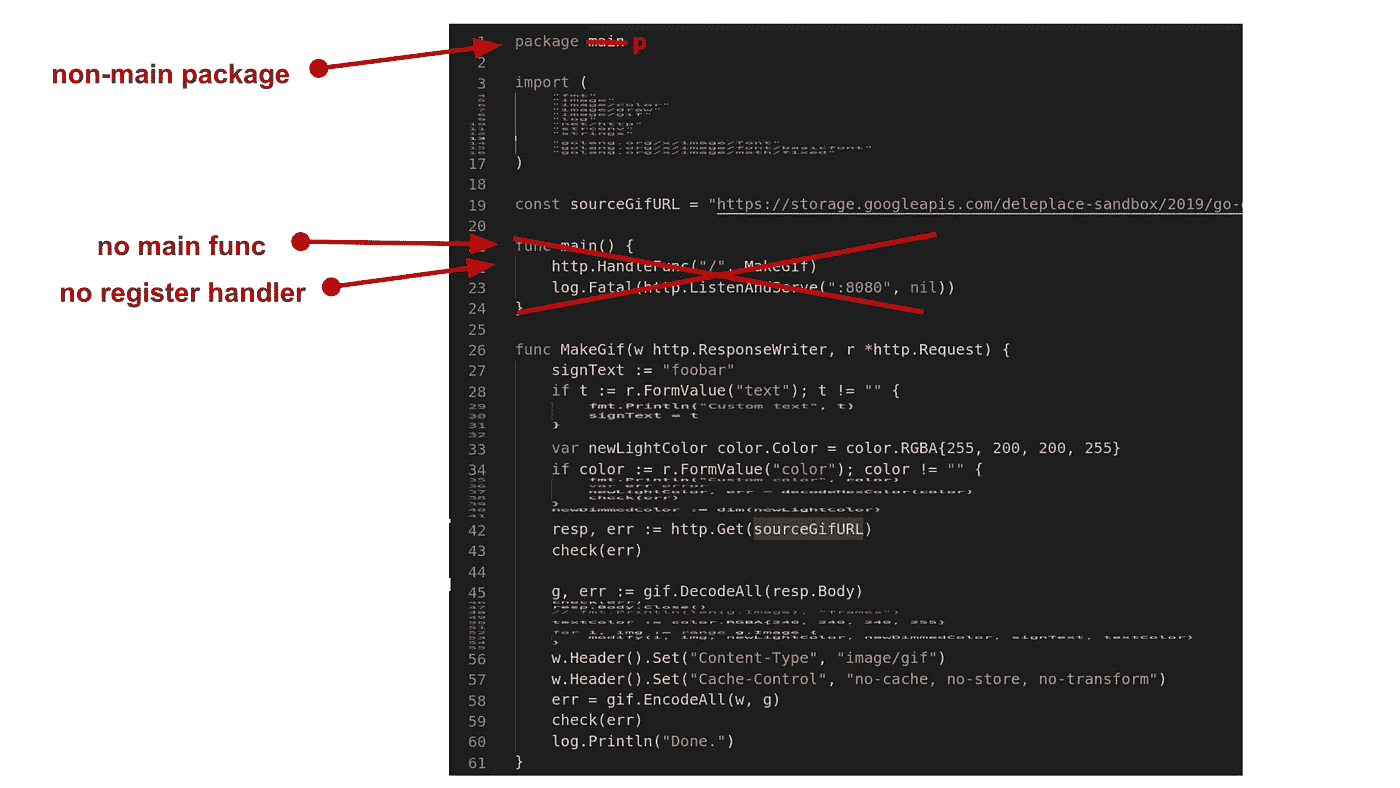 non-main package
no main func
no register handler
1 package main p
2
3 import (
"fmt"
"image"
"image/color"
"image/draw"
"image/gif"
"log"
"net/http"
"strconv"
"strings"
"golang.org/x/image/font"
"golang.org/x/image/font/basicfont"
"golang.org/x/image/math/fixed"
17 )
18
19 const sourceGifURL = "https://storage.googleapis.com/deleplace-sandbox/2019/go-
20
func main() {
http.HandleFunc("/", MakeGif)
23 log.Fatal(http.ListenAndServe(":8080", nil))
24 }
25
26 func MakeGif(w http.ResponseWriter, r *http.Request) {
27 signText := "foobar"
28 if t := r.FormValue("text"); t != "" {
29 fmt.Println("Custom text", t)
30 signText = t
31 }
32
33 var newLightColor color.Color = color.RGBA{255, 200, 200, 255}
34 if color := r.FormValue("color"); color != "" {
35 fmt.Println("Custom color", color)
36 var err error
37 newLightColor, err = decodeHexColor(color)
38 check(err)
39 }
40 newDimmedColor := dim(newLightColor)
41
42 resp, err := http.Get(sourceGifURL)
43 check(err)
44
45 g, err := gif.DecodeAll(resp.Body)
46 check(err)
47 resp.Body.Close()
48 // fmt.Println(len(g.Image), "frames")
49
50 textColor := color.RGBA{240, 240, 240, 255}
51
52 for i, img := range g.Image {
53 modify(i, img, newLightColor, newDimmedColor, signText, textColor)
54 }
55
56 w.Header().Set("Content-Type", "image/gif")
57 w.Header().Set("Cache-Control", "no-cache, no-store, no-transform")
58 err = gif.EncodeAll(w, g)
59 check(err)
60 log.Println("Done.")
61 }